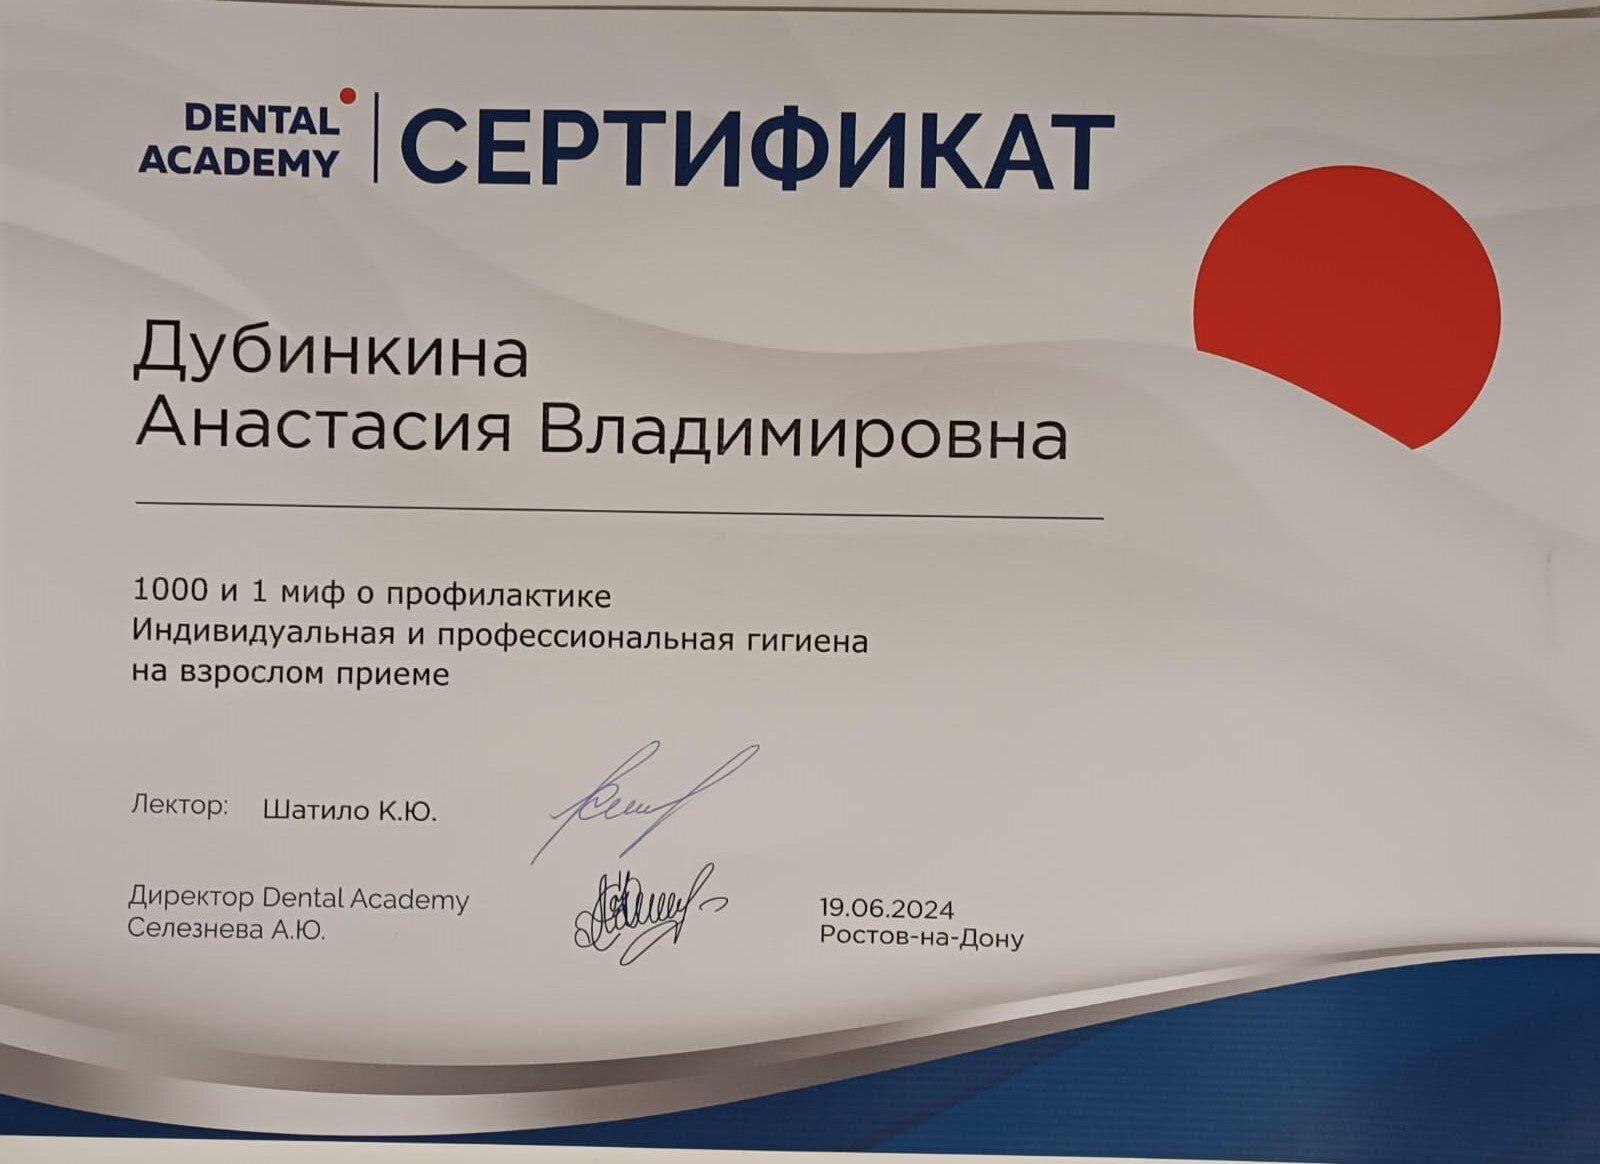 DENTAL
ACADEMY
СЕРТИФИКАТ
Дубинкина
Анастасия Владимировна
1000 и 1 миф о профилактике
Индивидуальная и профессиональная гигиена
на взрослом приеме
Лектор: Шатило К.Ю.
Директор Dental Academy
Селезнева А.Ю.
19.06.2024
Ростов-на-Дону